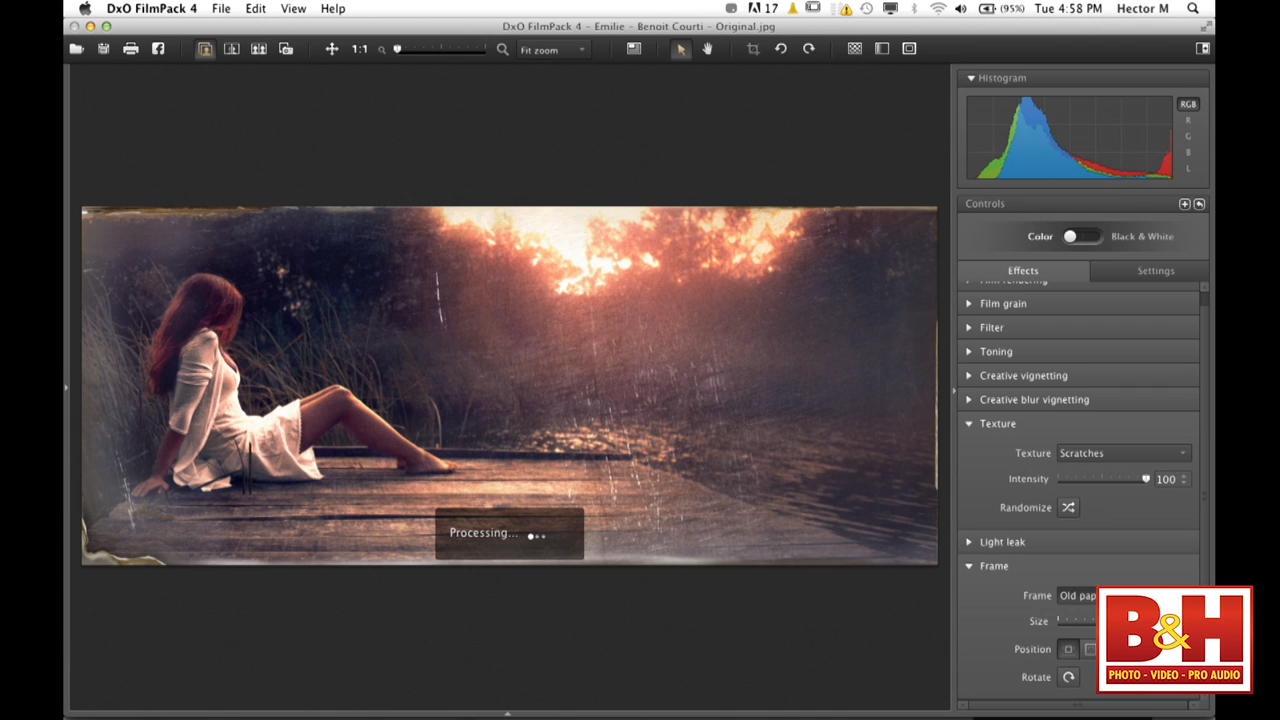 DxO FilmPack 4 File Edit View Help 17 (95%) Tue 4:58 PM Hector M
DxO FilmPack 4 – Emilie – Benoit Courti – Original.jpg
1:1 Fit zoom
Histogram
RGB
R
G
B
L
Controls
Color Black & White
Effects Settings
Film rendering
Film grain
Filter
Toning
Creative vignetting
Creative blur vignetting
Texture
Texture Scratches
Intensity 100
Randomize
Processing...
Light leak
Frame
Frame Old pap
Size
Position
Rotate
B&H
PHOTO - VIDEO - PRO AUDIO